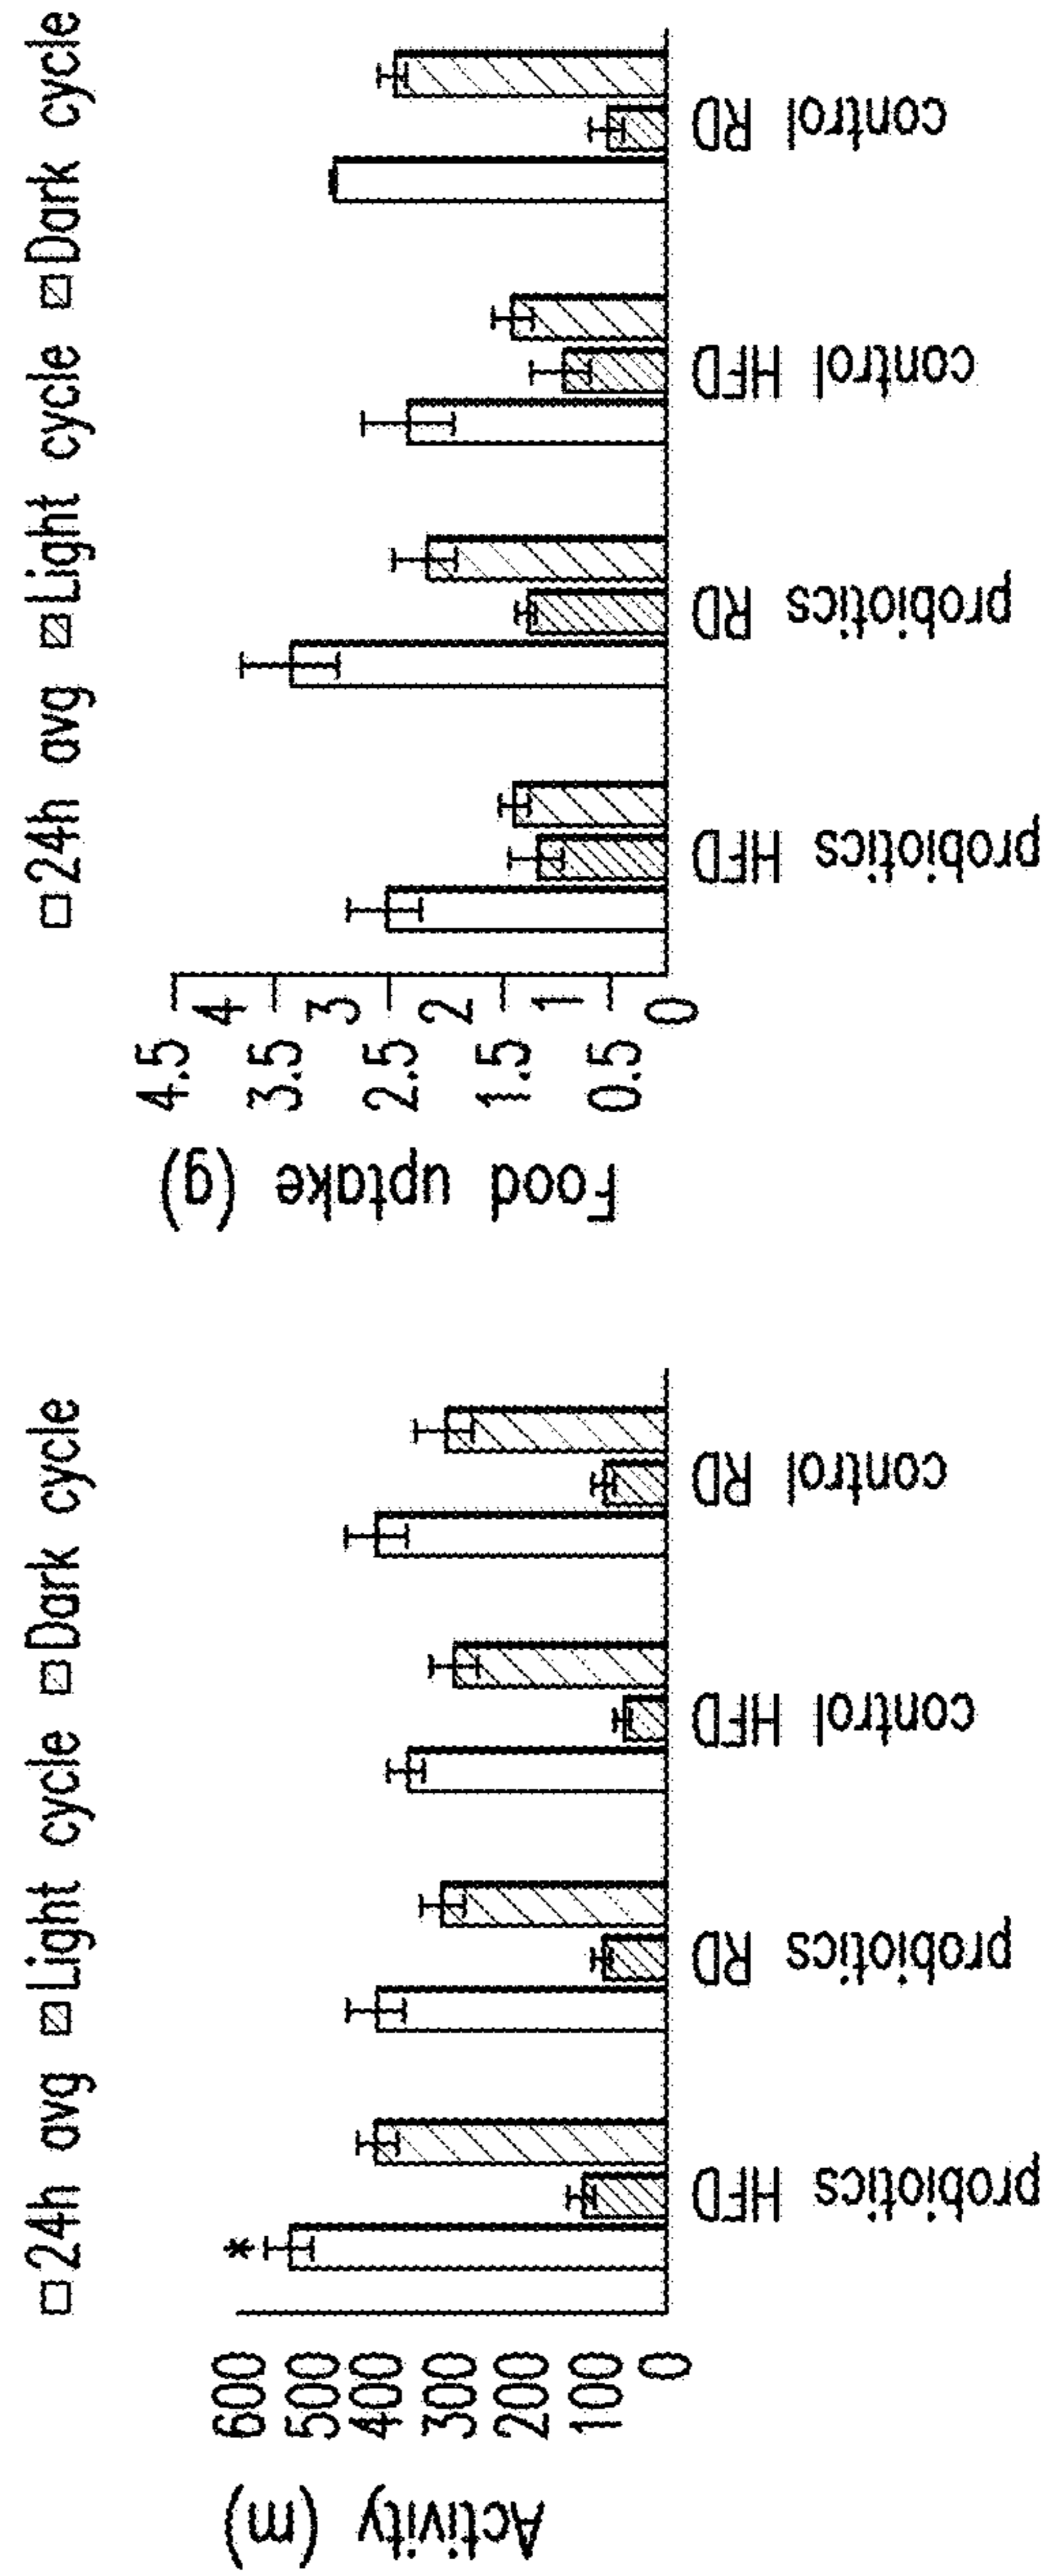 □24h avg ▨Light cycle ▨Dark cycle
Activity (m)
600
500
400
300
200
100
0
*
probiotics HFD
probiotics RD
control HFD
control RD
□24h avg ▨Light cycle ▨Dark cycle
Food uptake (g)
4.5
4
3.5
3
2.5
2
1.5
1
0.5
0
probiotics HFD
probiotics RD
control HFD
control RD